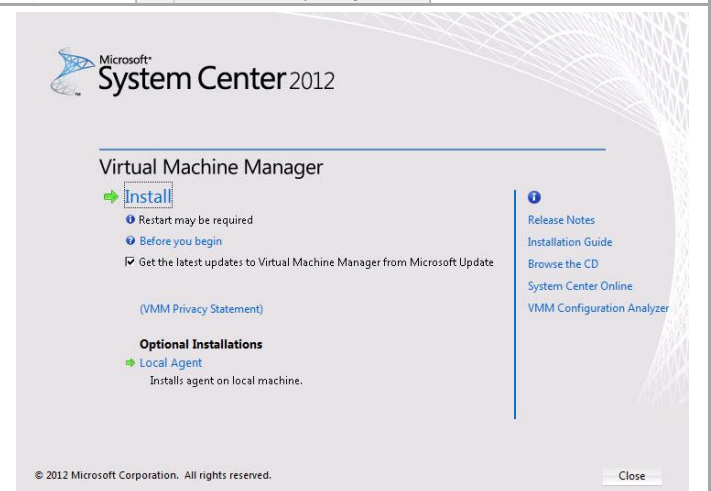 Microsoft
System Center 2012
Virtual Machine Manager
Install
Restart may be required
Before you begin
Get the latest updates to Virtual Machine Manager from Microsoft Update
(VMM Privacy Statement)
Optional Installations
Local Agent
Installs agent on local machine.
Release Notes
Installation Guide
Browse the CD
System Center Online
VMM Configuration Analyzer
© 2012 Microsoft Corporation. All rights reserved.
Close